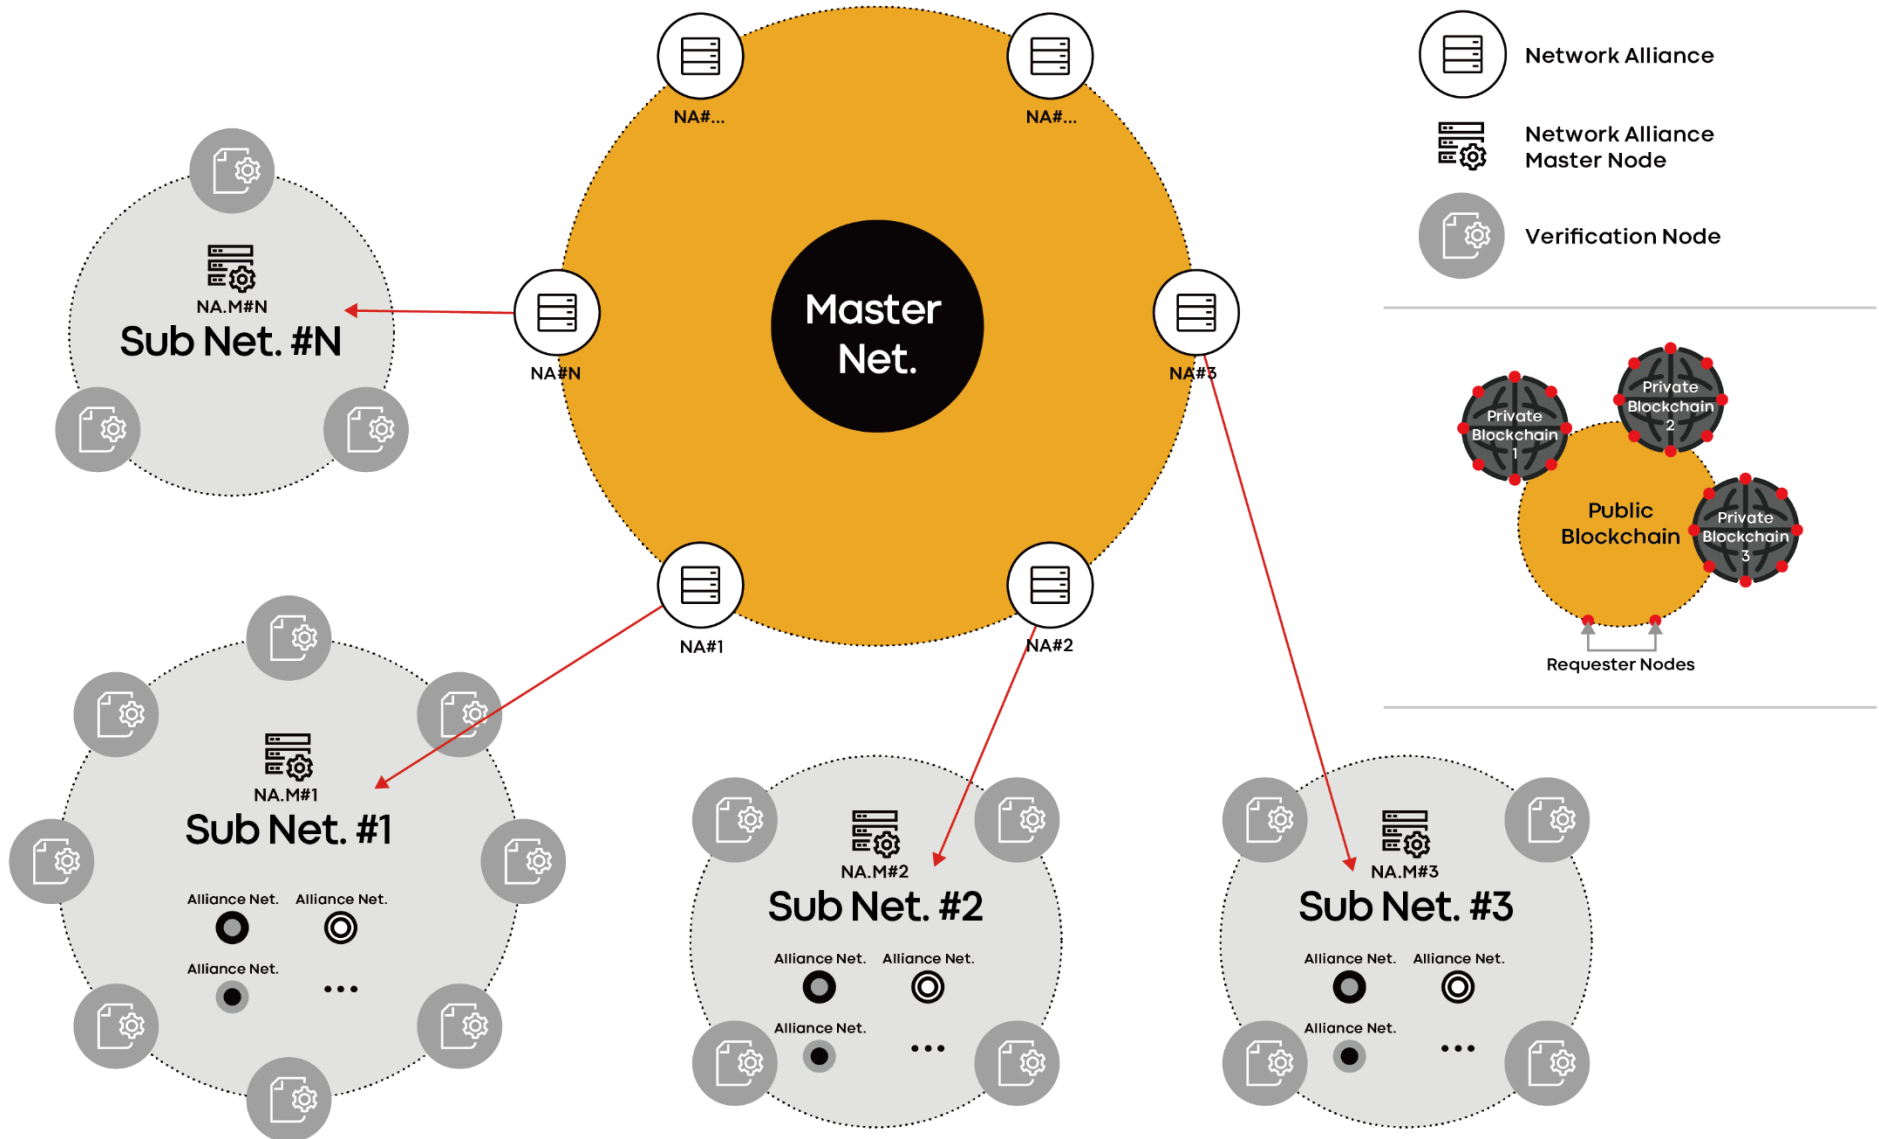 NA#...
NA#...
Network Alliance
Network Alliance
Master Node
Verification Node
NA.M#N
Sub Net. #N
NA#N
Master
Net.
NA#3
NA#1
NA#2
Private
Blockchain
1
Private
Blockchain
2
Private
Blockchain
3
Public
Blockchain
Requester Nodes
NA.M#1
Sub Net. #1
Alliance Net.
Alliance Net.
Alliance Net.
...
NA.M#2
Sub Net. #2
Alliance Net.
Alliance Net.
Alliance Net.
...
NA.M#3
Sub Net. #3
Alliance Net.
Alliance Net.
Alliance Net.
...